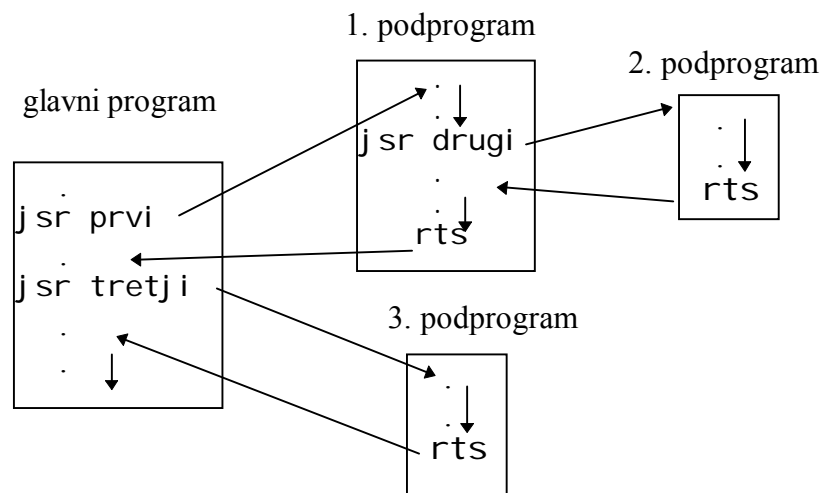 glavni program
.
jsr prvi
.
jsr tretji
.
.
1. podprogram
.
.
jsr drugi
.
.
rts
2. podprogram
.
.
rts
3. podprogram
.
.
rts